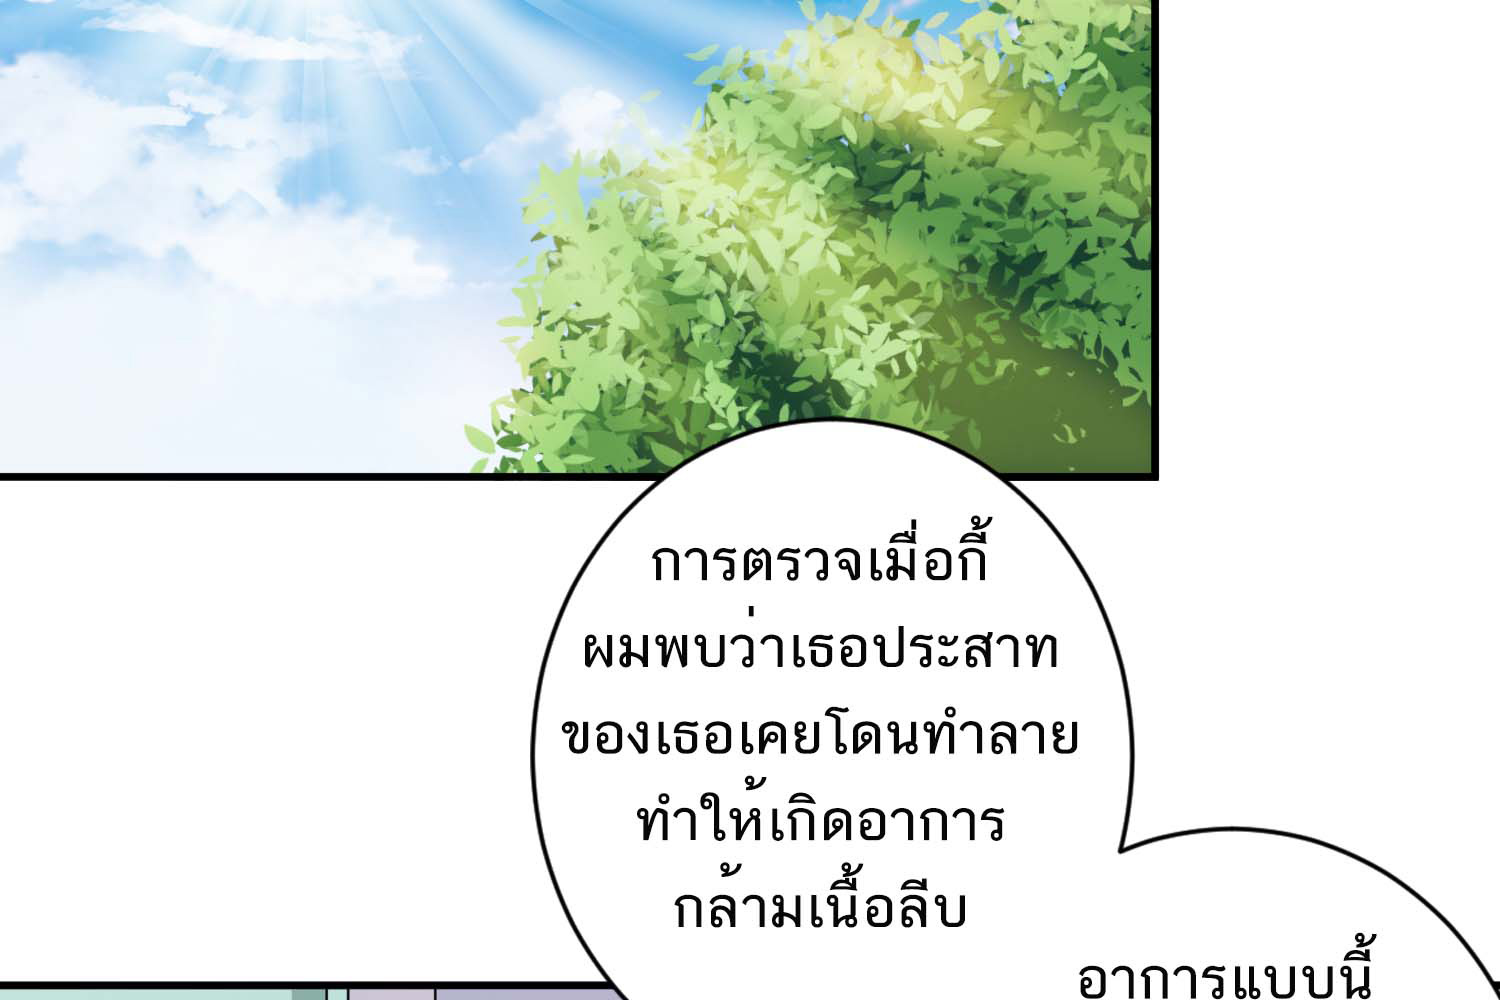 การตรวจเมื่อกี้
ผมพบว่าเธอประสาท
ของเธอเคยโดนทำลาย
ทำให้เกิดอาการ
กล้ามเนื้อลีบ
อาการแบบนี้